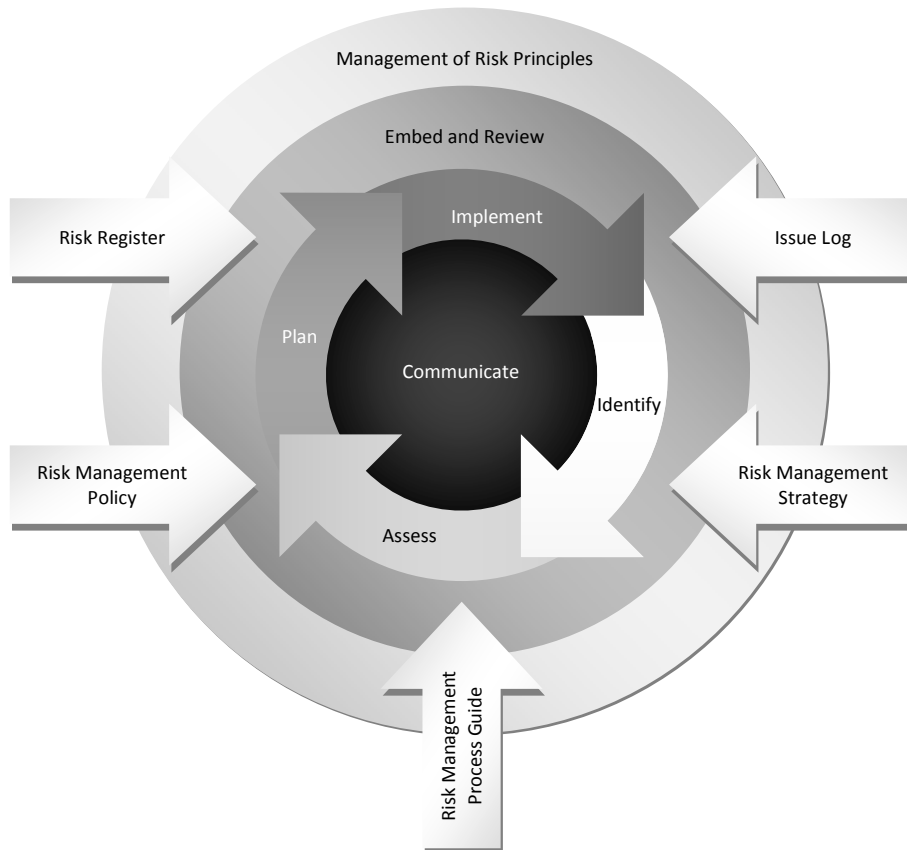 Management of Risk Principles
Embed and Review
Implement
Risk Register
Issue Log
Plan
Communicate
Identify
Risk Management
Policy
Risk Management
Strategy
Assess
Risk Management
Process Guide